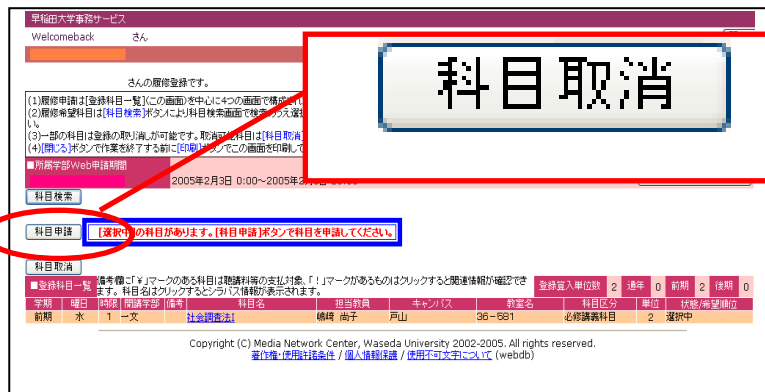 早稲田大学事務サービス
Welcomeback さん
科目取消
さんの履修登録です。
(1)履修申請は[登録科目一覧](この画面)を中心に4つの画面で構成され
(2)履修希望科目は[科目検索]ボタンにより科目検索画面で検索のうえ選
い。
(3)一部の科目は登録の取り消しが可能です。取消可能科目は[科目取消]
(4)[閉じる]ボタンで作業を終了する前に[印刷]ボタンでこの画面を印刷して
■所属学部Web申請期間
2005年2月3日 0:00~2005年2月
科目検索
科目申請 [選択中]の科目があります。[科目申請]ボタンで科目を申請してください。
科目取消
■登録科目一覧 備考欄に「¥」マークのある科目は聴講料等の支払対象、「!」マークがあるものはクリックすると関連情報が確認できます。科目名はクリックするとシラバス情報が表示されます。 登録算入単位数 2 通年 0 前期 2 後期 0
学期 曜日 時限 開講学部 備考 科目名 担当教員 キャンパス 教室名 科目区分 単位 状態/希望順位
前期 水 1 一文 社会調査法I 嶋﨑 尚子 戸山 36-581 必修講義科目 2 選択中
Copyright (C) Media Network Center, Waseda University 2002-2005. All rights reserved.
著作権・使用許諾条件 / 個人情報保護 / 使用不可文字について (webdb)